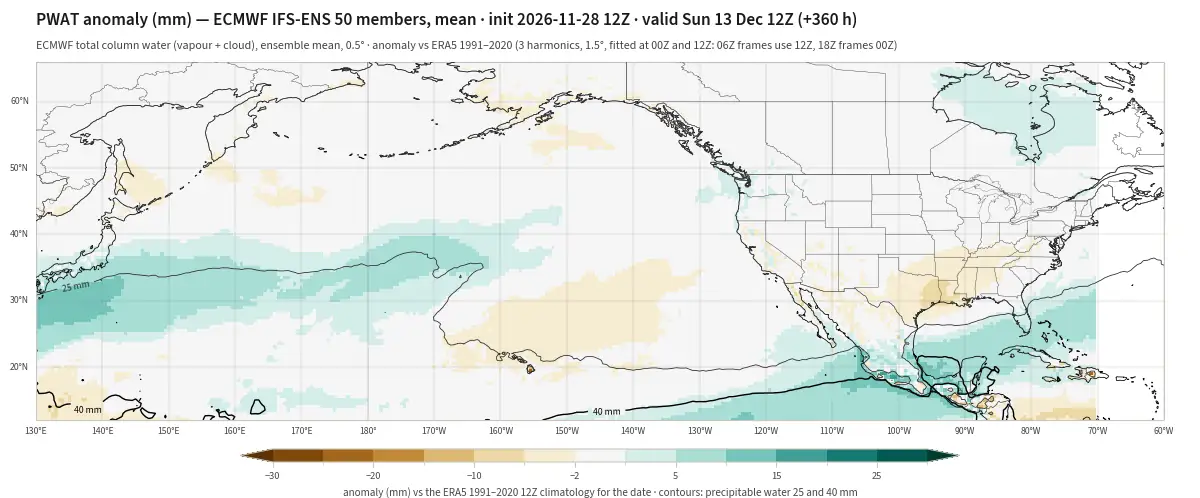 PWAT anomaly (mm) — ECMWF IFS-ENS 50 members, mean · init 2026-11-28 12Z · valid Sun 13 Dec 12Z (+360 h)
ECMWF total column water (vapour + cloud), ensemble mean, 0.5° · anomaly vs ERA5 1991–2020 (3 harmonics, 1.5°, fitted at 00Z and 12Z: 06Z frames use 12Z, 18Z frames 00Z)
60°N
50°N
40°N
30°N
20°N
25 mm
40 mm
40 mm
130°E 140°E 150°E 160°E 170°E 180° 170°W 160°W 150°W 140°W 130°W 120°W 110°W 100°W 90°W 80°W 70°W 60°W
−30 −20 −10 −2 5 15 25
anomaly (mm) vs the ERA5 1991–2020 12Z climatology for the date · contours: precipitable water 25 and 40 mm